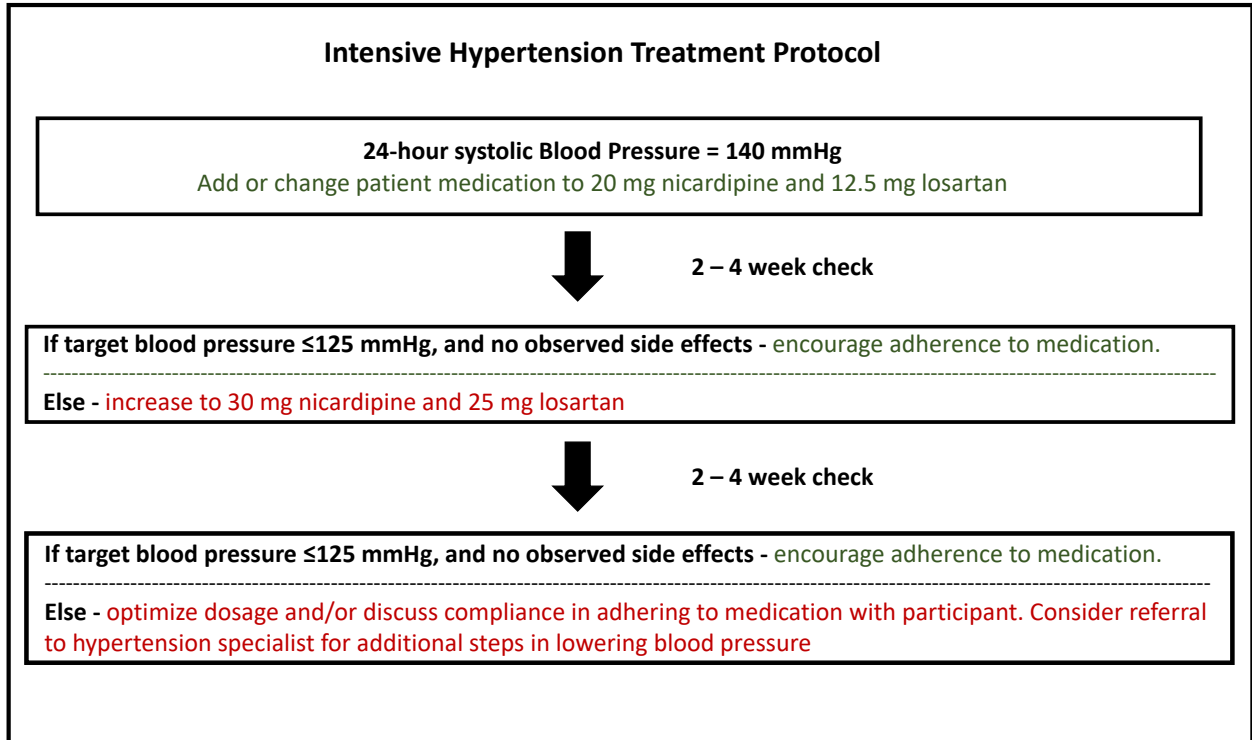 Intensive Hypertension Treatment Protocol
24-hour systolic Blood Pressure = 140 mmHg
Add or change patient medication to 20 mg nicardipine and 12.5 mg losartan
2 – 4 week check
If target blood pressure ≤125 mmHg, and no observed side effects - encourage adherence to medication.
Else - increase to 30 mg nicardipine and 25 mg losartan
2 – 4 week check
If target blood pressure ≤125 mmHg, and no observed side effects - encourage adherence to medication.
Else - optimize dosage and/or discuss compliance in adhering to medication with participant. Consider referral
to hypertension specialist for additional steps in lowering blood pressure